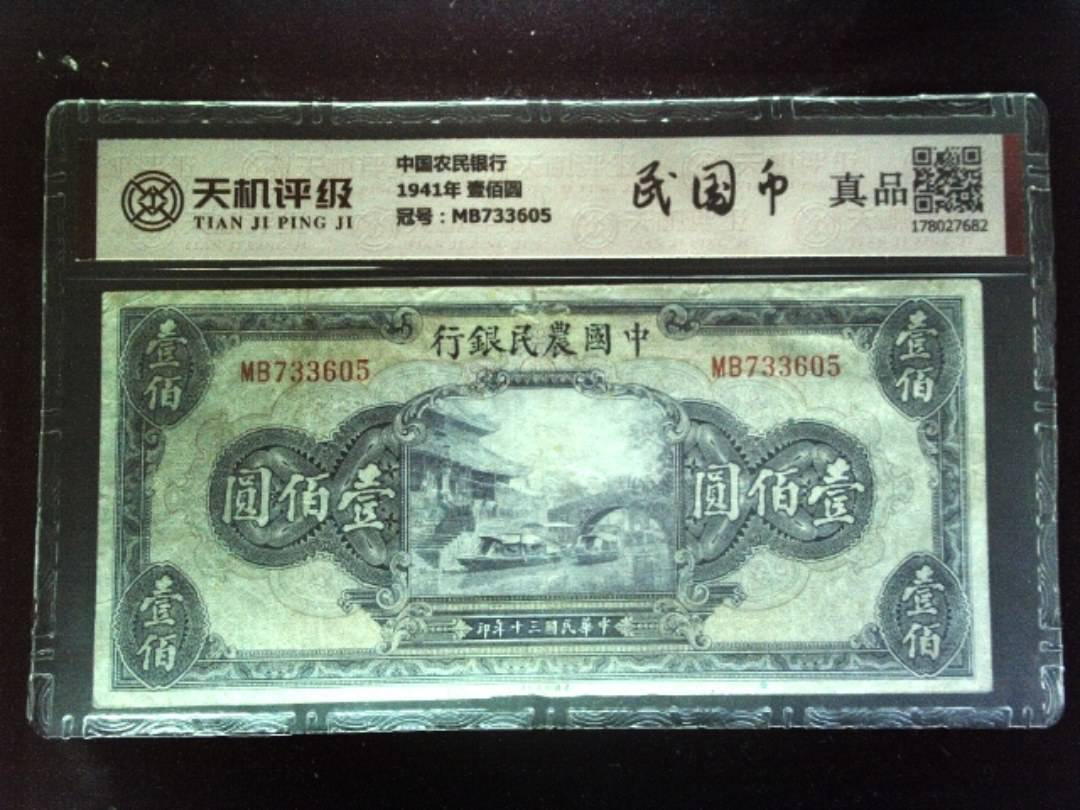 天机评级
TIAN JI PING JI
中国农民银行
1941年 壹佰圆
冠号：MB733605
民国币
真品
178027682
行銀民農國中
壹佰
壹佰
MB733605
MB733605
圓佰壹
圓佰壹
壹佰
壹佰
印年十三國民華中